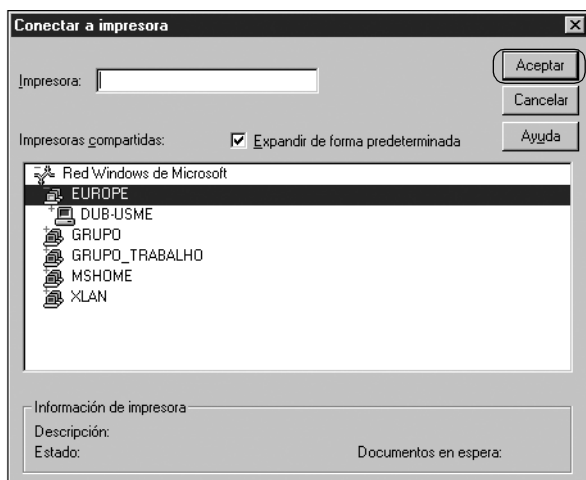 Conectar a impresora
Impresora:
Aceptar
Cancelar
Impresoras compartidas:
Expandir de forma predeterminada
Ayuda
Red Windows de Microsoft
EUROPE
DUB-USME
GRUPO
GRUPO_TRABALHO
MSHOME
XLAN
Información de impresora
Descripción:
Estado:
Documentos en espera: